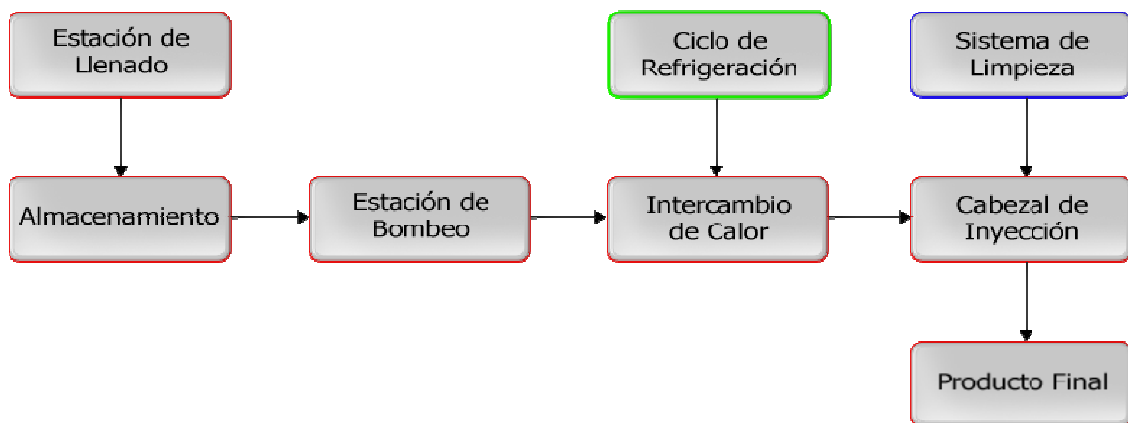 Estación de
Llenado
Ciclo de
Refrigeración
Sistema de
Limpieza
Almacenamiento
Estación de
Bombeo
Intercambio
de Calor
Cabezal de
Inyección
Producto Final